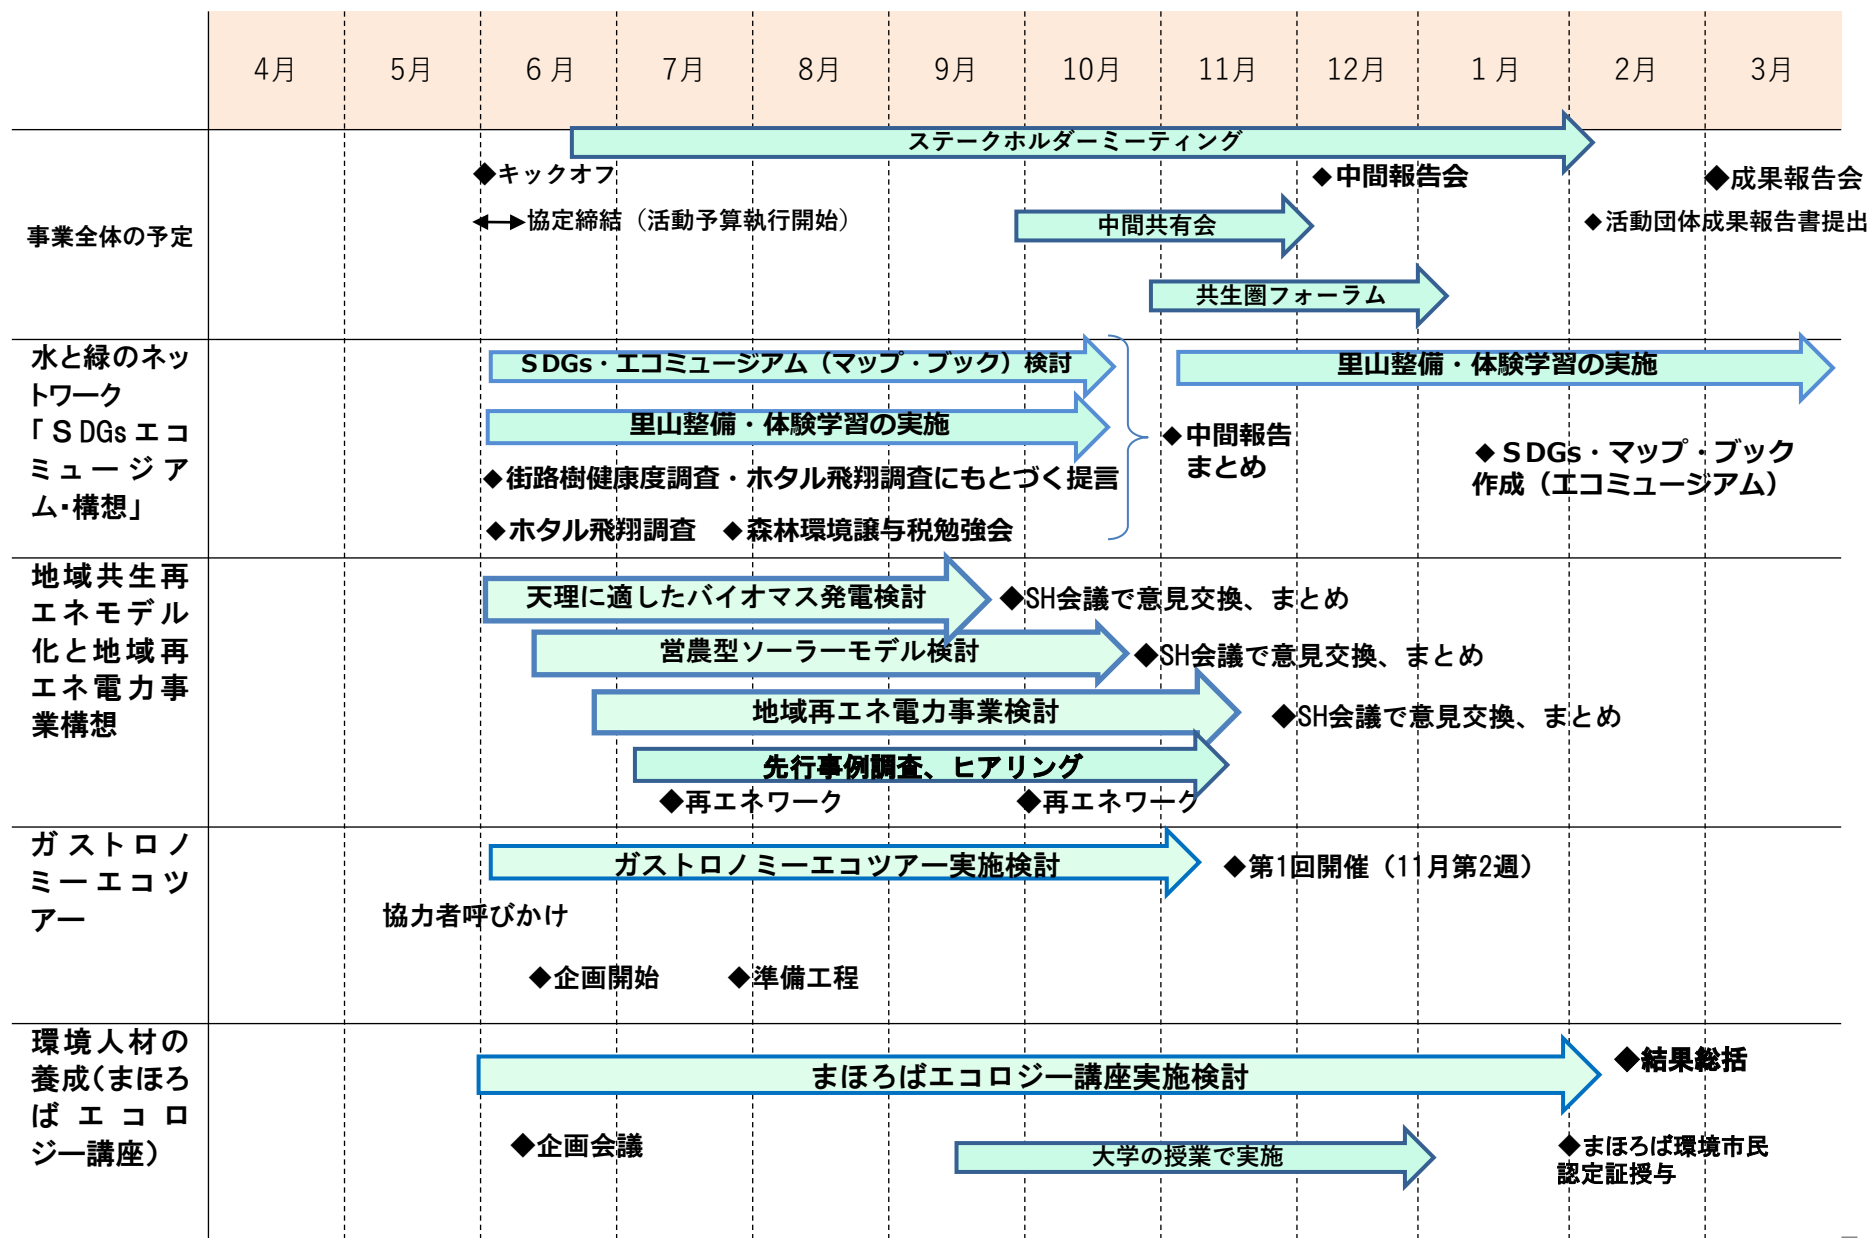 4月 5月 6月 7月 8月 9月 10月 11月 12月 1月 2月 3月
事業全体の予定
ステークホルダーミーティング
◆キックオフ
◆中間報告会
◆成果報告会
協定締結（活動予算執行開始）
中間共有会
◆活動団体成果報告書提出
共生圏フォーラム
水と緑のネッ
トワーク
「SDGsエコ
ミュージア
ム・構想」
SDGs・エコミュージアム（マップ・ブック）検討
里山整備・体験学習の実施
里山整備・体験学習の実施
◆中間報告
まとめ
◆SDGs・マップ・ブック
作成（エコミュージアム）
◆街路樹健康度調査・ホタル飛翔調査にもとづく提言
◆ホタル飛翔調査 ◆森林環境譲与税勉強会
地域共生再
エネモデル
化と地域再
エネ電力事
業構想
天理に適したバイオマス発電検討
◆SH会議で意見交換、まとめ
営農型ソーラーモデル検討
◆SH会議で意見交換、まとめ
地域再エネ電力事業検討
◆SH会議で意見交換、まとめ
先行事例調査、ヒアリング
◆再エネワーク
◆再エネワーク
ガストロノ
ミーエコツ
アー
ガストロノミーエコツアー実施検討
◆第1回開催（11月第2週）
協力者呼びかけ
◆企画開始
◆準備工程
環境人材の
養成（まほろ
ばエコロ
ジー講座）
まほろばエコロジー講座実施検討
◆結果総括
◆企画会議
大学の授業で実施
◆まほろば環境市民
認定証授与